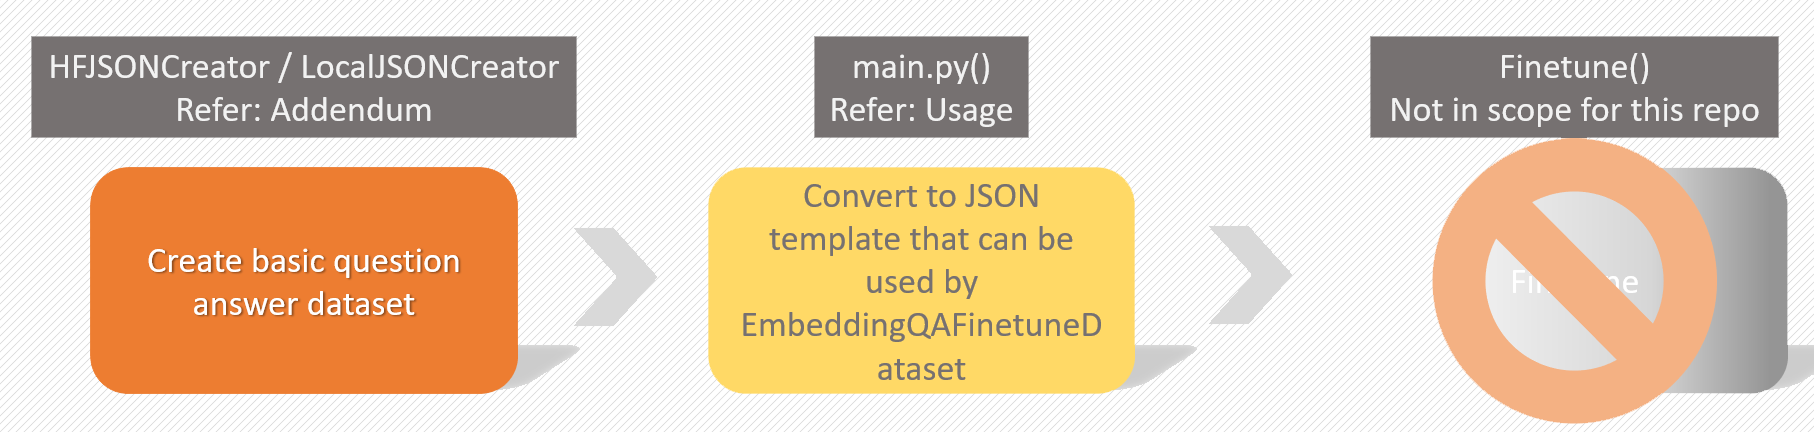 HFJSONCreator / LocalJSONCreator
Refer: Addendum
main.py()
Refer: Usage
Finetune()
Not in scope for this repo
Create basic question
answer dataset
Convert to JSON
template that can be
used by
EmbeddingQAFinetuneD
ataset